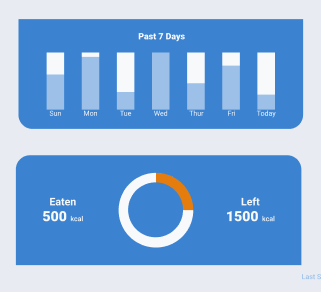 Past 7 Days
Sun Mon Tue Wed Thur Fri Today
Eaten Left
500 kcal 1500 kcal
Last